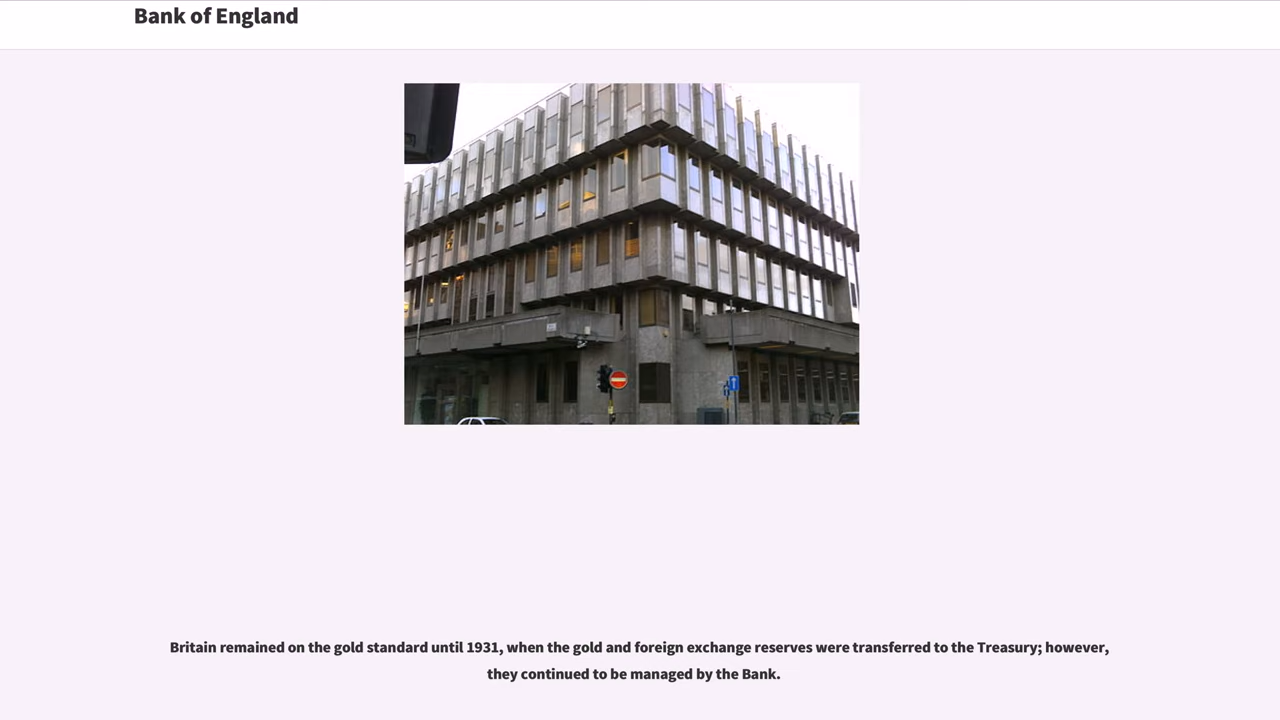 Bank of England
Britain remained on the gold standard until 1931, when the gold and foreign exchange reserves were transferred to the Treasury; however,
they continued to be managed by the Bank.